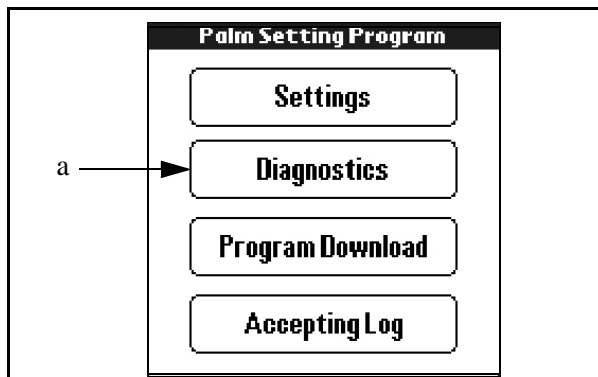 Palm Setting Program
Settings
a
Diagnostics
Program Download
Accepting Log